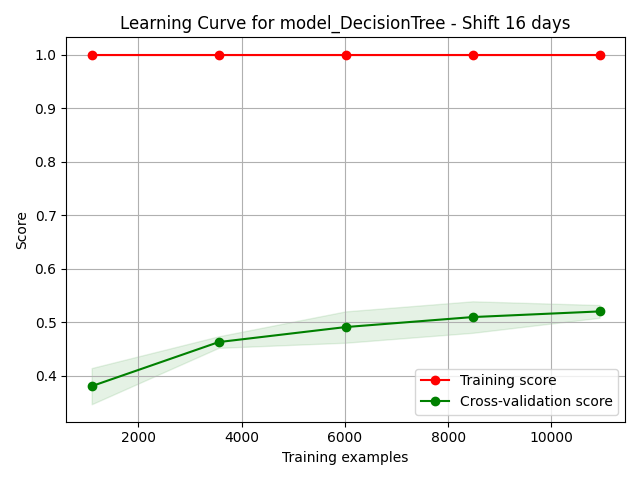 Learning Curve for model_DecisionTree - Shift 16 days
1.0
0.9
0.8
0.7
0.6
0.5
0.4
Score
2000 4000 6000 8000 10000
Training examples
Training score
Cross-validation score